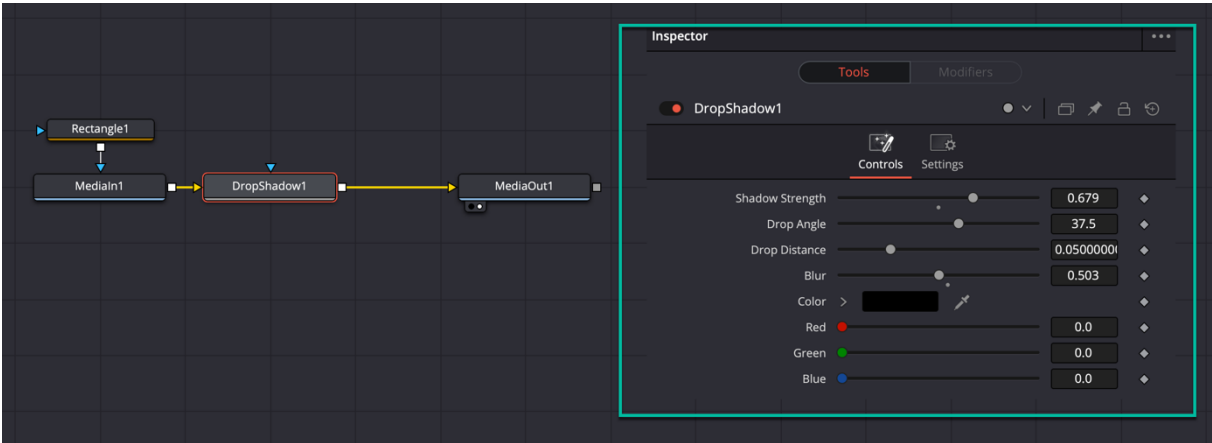 Inspector
Tools Modifiers
DropShadow1
Controls Settings
Shadow Strength 0.679
Drop Angle 37.5
Drop Distance 0.05000000
Blur 0.503
Color
Red 0.0
Green 0.0
Blue 0.0
Rectangle1
MediaIn1 DropShadow1 MediaOut1